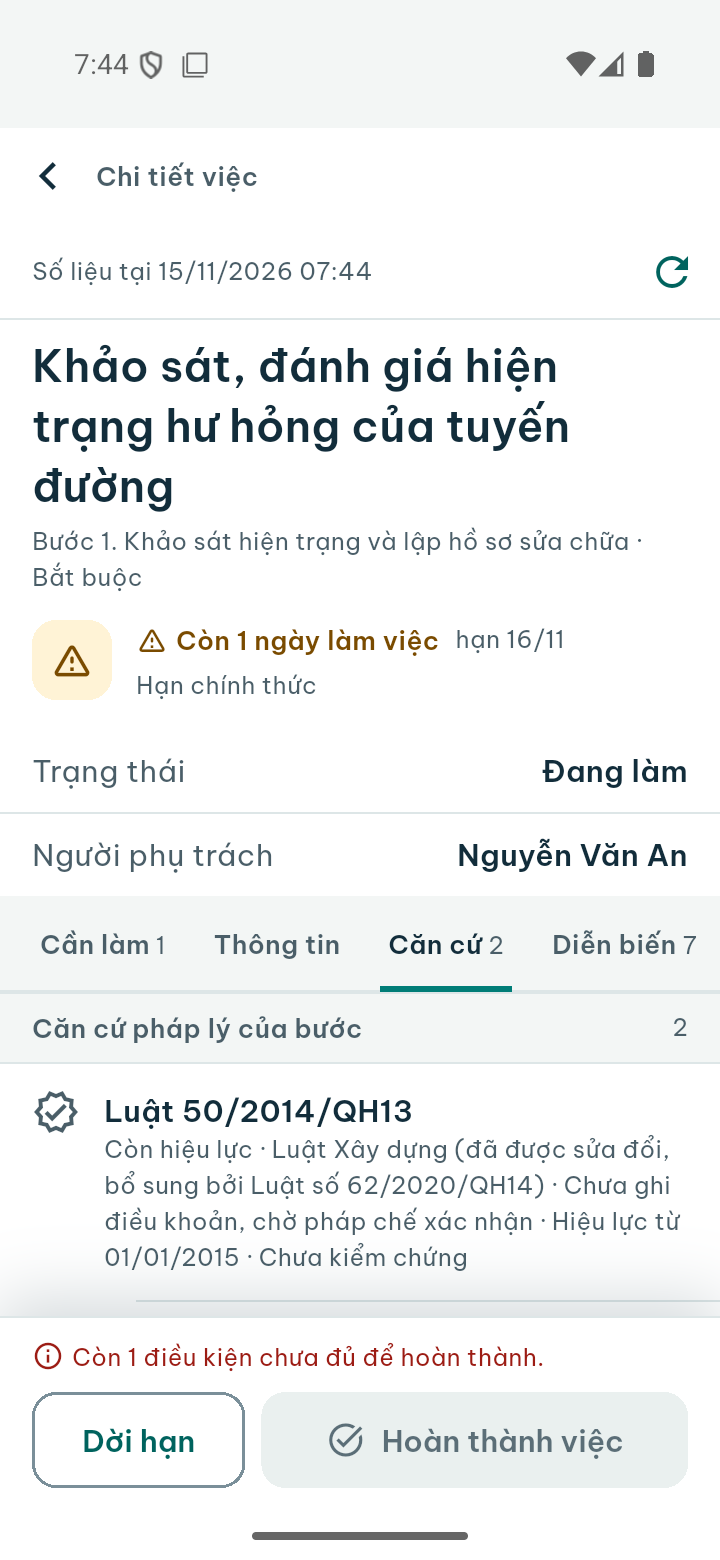 7:44
Chi tiết việc
Số liệu tại 15/11/2026 07:44
Khảo sát, đánh giá hiện
trạng hư hỏng của tuyến
đường
Bước 1. Khảo sát hiện trạng và lập hồ sơ sửa chữa ·
Bắt buộc
Còn 1 ngày làm việc hạn 16/11
Hạn chính thức
Trạng thái Đang làm
Người phụ trách Nguyễn Văn An
Cần làm 1 Thông tin Căn cứ 2 Diễn biến 7
Căn cứ pháp lý của bước 2
Luật 50/2014/QH13
Còn hiệu lực · Luật Xây dựng (đã được sửa đổi,
bổ sung bởi Luật số 62/2020/QH14) · Chưa ghi
điều khoản, chờ pháp chế xác nhận · Hiệu lực từ
01/01/2015 · Chưa kiểm chứng
Còn 1 điều kiện chưa đủ để hoàn thành.
Dời hạn Hoàn thành việc